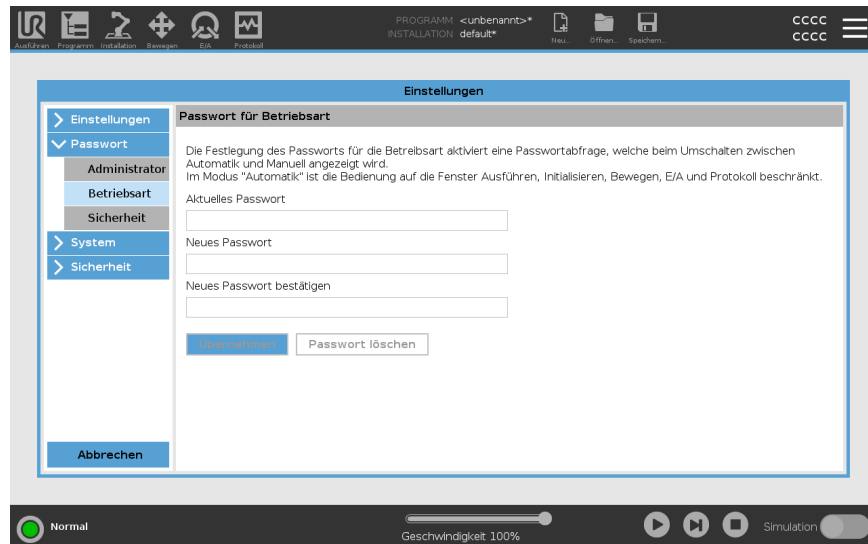 PROGRAMM <unbenannt>*
INSTALLATION default*
UR
Ausführen Programm Installation Bewegen E/A Protokoll
Neu... Öffnen... Speichern...
cccc
cccc
Einstellungen
Einstellungen
Passwort
Administrator
Betriebsart
Sicherheit
System
Sicherheit
Abbrechen
Passwort für Betriebsart
Die Festlegung des Passworts für die Betreibsart aktiviert eine Passwortabfrage, welche beim Umschalten zwischen
Automatik und Manuell angezeigt wird.
Im Modus "Automatik" ist die Bedienung auf die Fenster Ausführen, Initialisieren, Bewegen, E/A und Protokoll beschränkt.
Aktuelles Passwort
Neues Passwort
Neues Passwort bestätigen
Übernehmen Passwort löschen
Normal
Geschwindigkeit 100%
Simulation